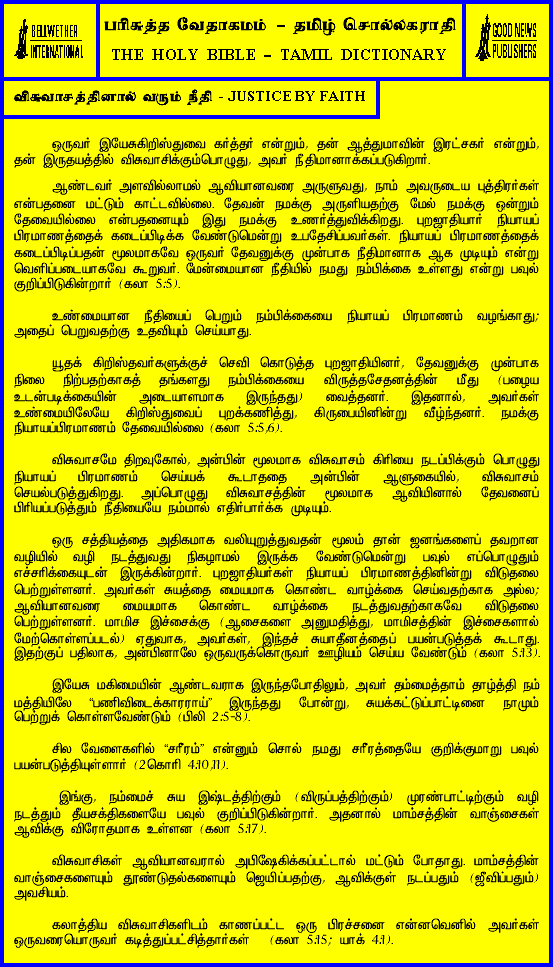 BELLWETHER
INTERNATIONAL
பரிசுத்த வேதாகமம் – தமிழ் சொல்லகராதி
THE HOLY BIBLE – TAMIL DICTIONARY
GOOD NEWS
PUBLISHERS
விசுவாசத்தினால் வரும் நீதி - JUSTICE BY FAITH
ஒருவர் இயேசுகிறிஸ்துவை கர்த்தர் என்றும், தன் ஆத்துமாவின் இரட்சகர் என்றும்,
தன் இருதயத்தில் விசுவாசிக்கும்பொழுது, அவர் நீதிமானாக்கப்படுகிறார்.
ஆண்டவர் அளவில்லாமல் ஆவியானவரை அருளுவது, நாம் அவருடைய புத்திரர்கள்
என்பதனை மட்டும் காட்டவில்லை. தேவன் நமக்கு அருளியதற்கு மேல் நமக்கு ஒன்றும்
தேவையில்லை என்பதனையும் இது நமக்கு உணர்த்துவிக்கிறது. புறஜாதியார் நியாயப்
பிரமாணத்தைக் கடைப்பிடிக்க வேண்டுமென்று உபதேசிப்பவர்கள். நியாயப் பிரமாணத்தைக்
கடைப்பிடிப்பதன் மூலமாகவே ஒருவர் தேவனுக்கு முன்பாக நீதிமானாக ஆக முடியும் என்று
வெளிப்படையாகவே கூறுவர். மேன்மையான நீதியில் நமது நம்பிக்கை உள்ளது என்று பவுல்
குறிப்பிடுகின்றார் (கலா 5:5).
உண்மையான நீதியைப் பெறும் நம்பிக்கையை நியாயப் பிரமாணம் வழங்காது;
அதைப் பெறுவதற்கு உதவியும் செய்யாது.
யூதக் கிறிஸ்தவர்களுக்குச் செவி கொடுத்த புறஜாதியினர், தேவனுக்கு முன்பாக
நிலை நிற்பதற்காகத் தங்களது நம்பிக்கையை விருத்தசேதனத்தின் மீது (பழைய
உடன்படிக்கையின் அடையாளமாக இருந்தது) வைத்தனர். இதனால், அவர்கள்
உண்மையிலேயே கிறிஸ்துவைப் புறக்கணித்து, கிருபையினின்று வீழ்ந்தனர். நமக்கு
நியாயப்பிரமாணம் தேவையில்லை (கலா 5:5,6).
விசுவாசமே திறவுகோல், அன்பின் மூலமாக விசுவாசம் கிரியை நடப்பிக்கும் பொழுது
நியாயப் பிரமாணம் செய்யக் கூடாததை அன்பின் ஆளுகையில், விசுவாசம்
செயல்படுத்துகிறது. அப்பொழுது விசுவாசத்தின் மூலமாக ஆவியினால் தேவனைப்
பிரியப்படுத்தும் நீதியையே நம்மால் எதிர்பார்க்க முடியும்.
ஒரு சத்தியத்தை அதிகமாக வலியுறுத்துவதன் மூலம் தான் ஜனங்களைப் தவறான
வழியில் வழி நடத்துவது நிகழாமல் இருக்க வேண்டுமென்று பவுல் எப்பொழுதும்
எச்சரிக்கையுடன் இருக்கின்றார். புறஜாதியர்கள் நியாயப் பிரமாணத்தினின்று விடுதலை
பெற்றுள்ளனர். அவர்கள் சுயத்தை மையமாக கொண்ட வாழ்க்கை செய்வதற்காக அல்ல;
ஆவியானவரை மையமாக கொண்ட வாழ்க்கை நடத்துவதற்காகவே விடுதலை
பெற்றுள்ளனர். மாமிச இச்சைக்கு (ஆசைகளை அனுமதித்து, மாமிசத்தின் இச்சைகளால்
மேற்கொள்ளப்படல்) ஏதுவாக, அவர்கள், இந்தச் சுயாதீனத்தைப் பயன்படுத்தக் கூடாது.
இதற்குப் பதிலாக, அன்பினாலே ஒருவருக்கொருவர் ஊழியம் செய்ய வேண்டும் (கலா 5:13).
இயேசு மகிமையின் ஆண்டவராக இருந்தபோதிலும், அவர் தம்மைத்தாம் தாழ்த்தி நம்
மத்தியிலே “பணிவிடைக்காரராய்” இருந்தது போன்று, சுயக்கட்டுப்பாட்டினை நாமும்
பெற்றுக் கொள்ளவேண்டும் (பிலி 2:5-8).
சில வேளைகளில் “சரீரம்” என்னும் சொல் நமது சரீரத்தையே குறிக்குமாறு பவுல்
பயன்படுத்தியுள்ளார் (2கொரி 4:10,11).
இங்கு, நம்மைச் சுய இஷ்டத்திற்கும் (விருப்பத்திற்கும்) முரண்பாட்டிற்கும் வழி
நடத்தும் தீயசக்திகளையே பவுல் குறிப்பிடுகின்றார். அதனால் மாம்சத்தின் வாஞ்சைகள்
ஆவிக்கு விரோதமாக உள்ளன (கலா 5:17).
விசுவாசிகள் ஆவியானவரால் அபிஷேகிக்கப்பட்டால் மட்டும் போதாது. மாம்சத்தின்
வாஞ்சைகளையும் தூண்டுதல்களையும் ஜெயிப்பதற்கு, ஆவிக்குள் நடப்பதும் (ஜீவிப்பதும்)
அவசியம்.
கலாத்திய விசுவாசிகளிடம் காணப்பட்ட ஒரு பிரச்சனை என்னவெனில் அவர்கள்
ஒருவரையொருவர் கடித்துப்பட்சித்தார்கள் (கலா 5:15; யாக் 4:1).